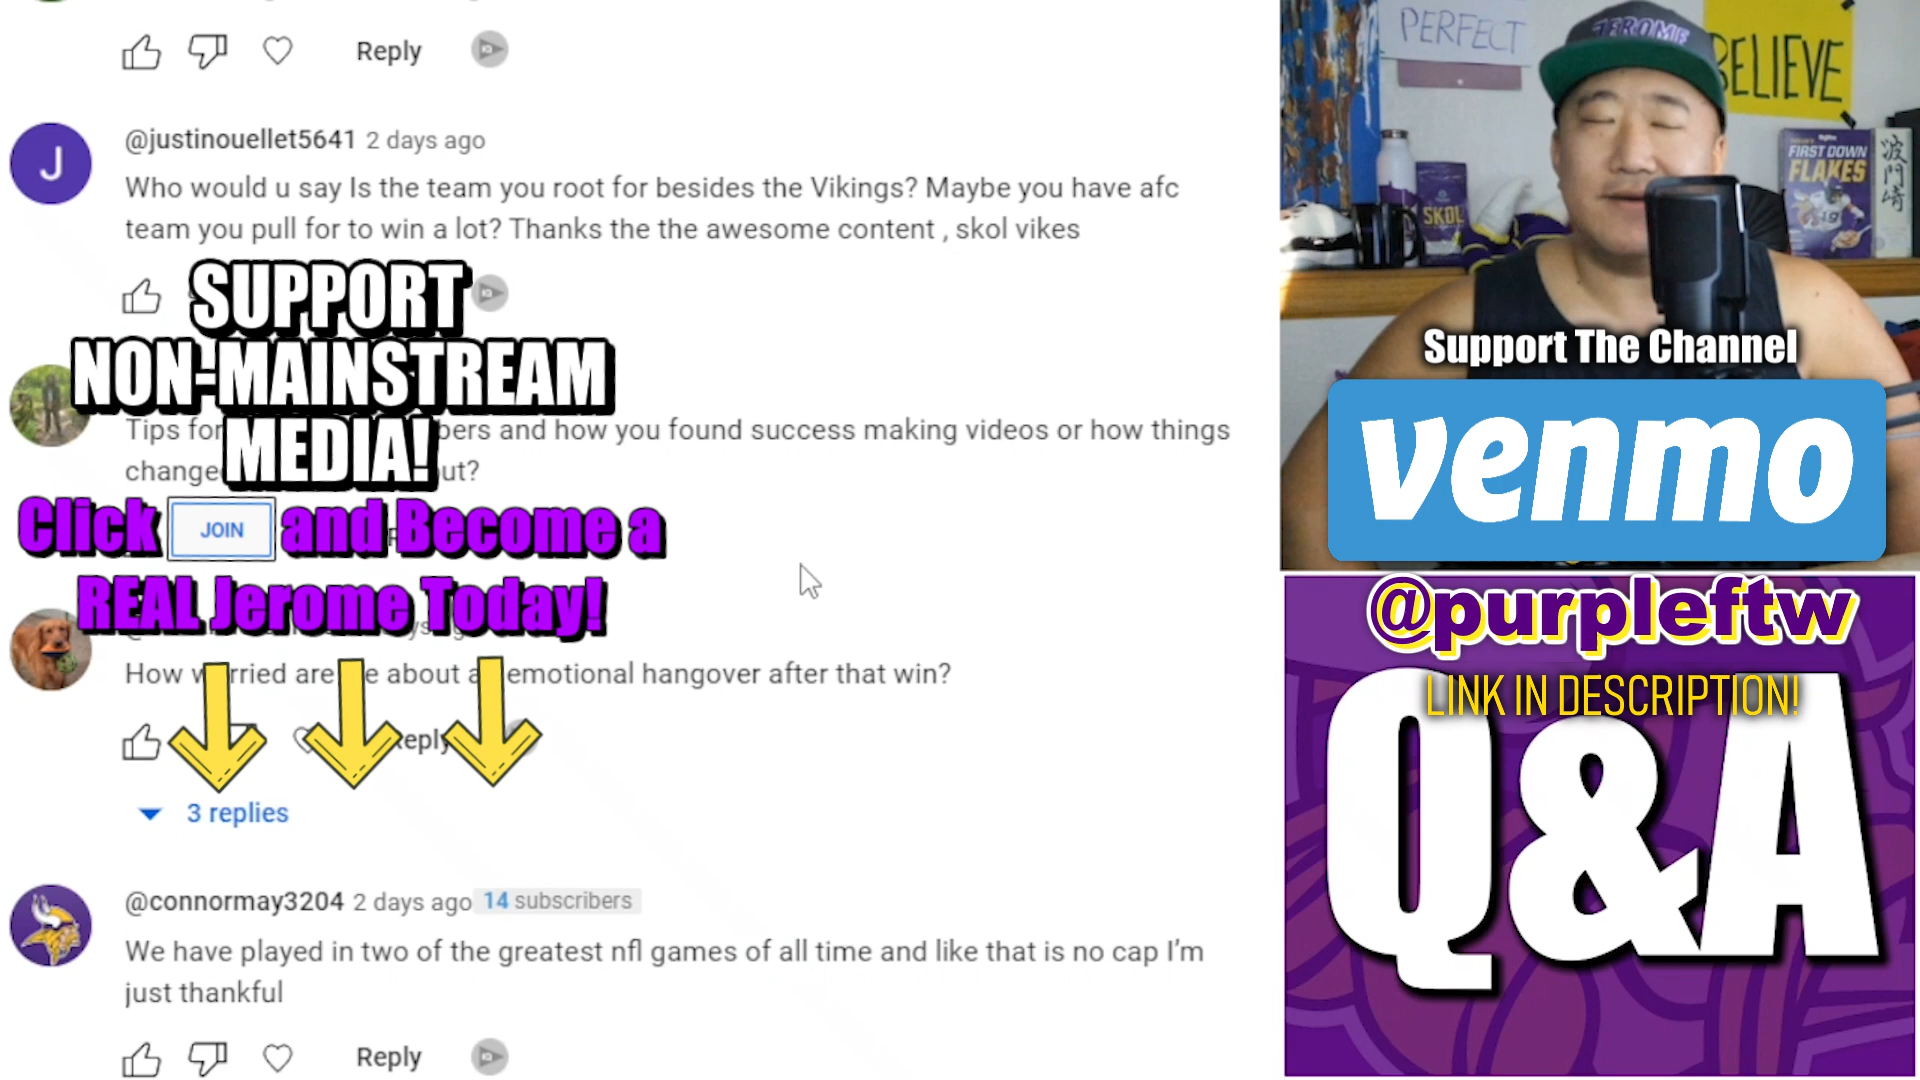 Reply
@justinouellet5641 2 days ago
Who would u say Is the team you root for besides the Vikings? Maybe you have afc
team you pull for to win a lot? Thanks the the awesome content , skol vikes
SUPPORT
NON-MAINSTREAM
MEDIA!
Tips for bers and how you found success making videos or how things
change ut?
Click JOIN and Become a
REAL Jerome Today!
How are about emotional hangover after that win?
3 replies
@connormay3204 2 days ago 14 subscribers
We have played in two of the greatest nfl games of all time and like that is no cap I'm
just thankful
Reply
J
PERFECT
JEROME
BELIEVE
FIRST DOWN
FLAKES
19
SKOL
波
門
崎
Support The Channel
venmo
@purpleftw
LINK IN DESCRIPTION!
Q&A